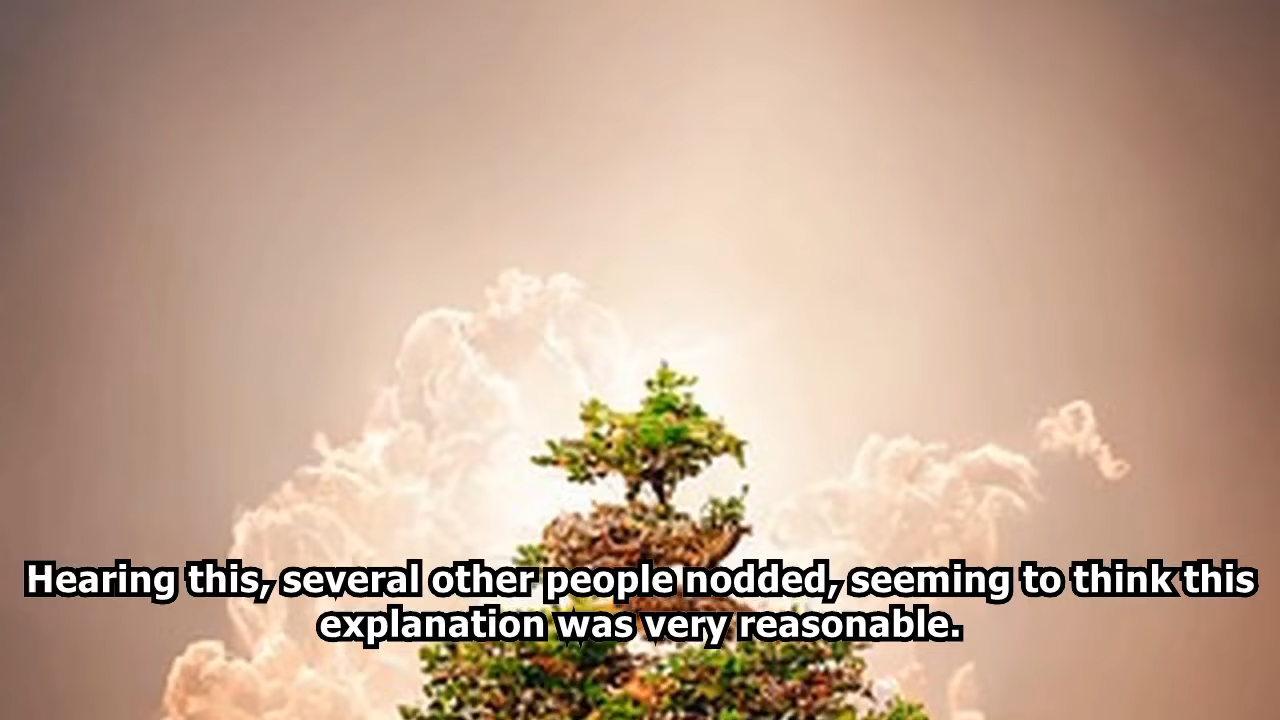 Hearing this, several other people nodded, seeming to think this
explanation was very reasonable.